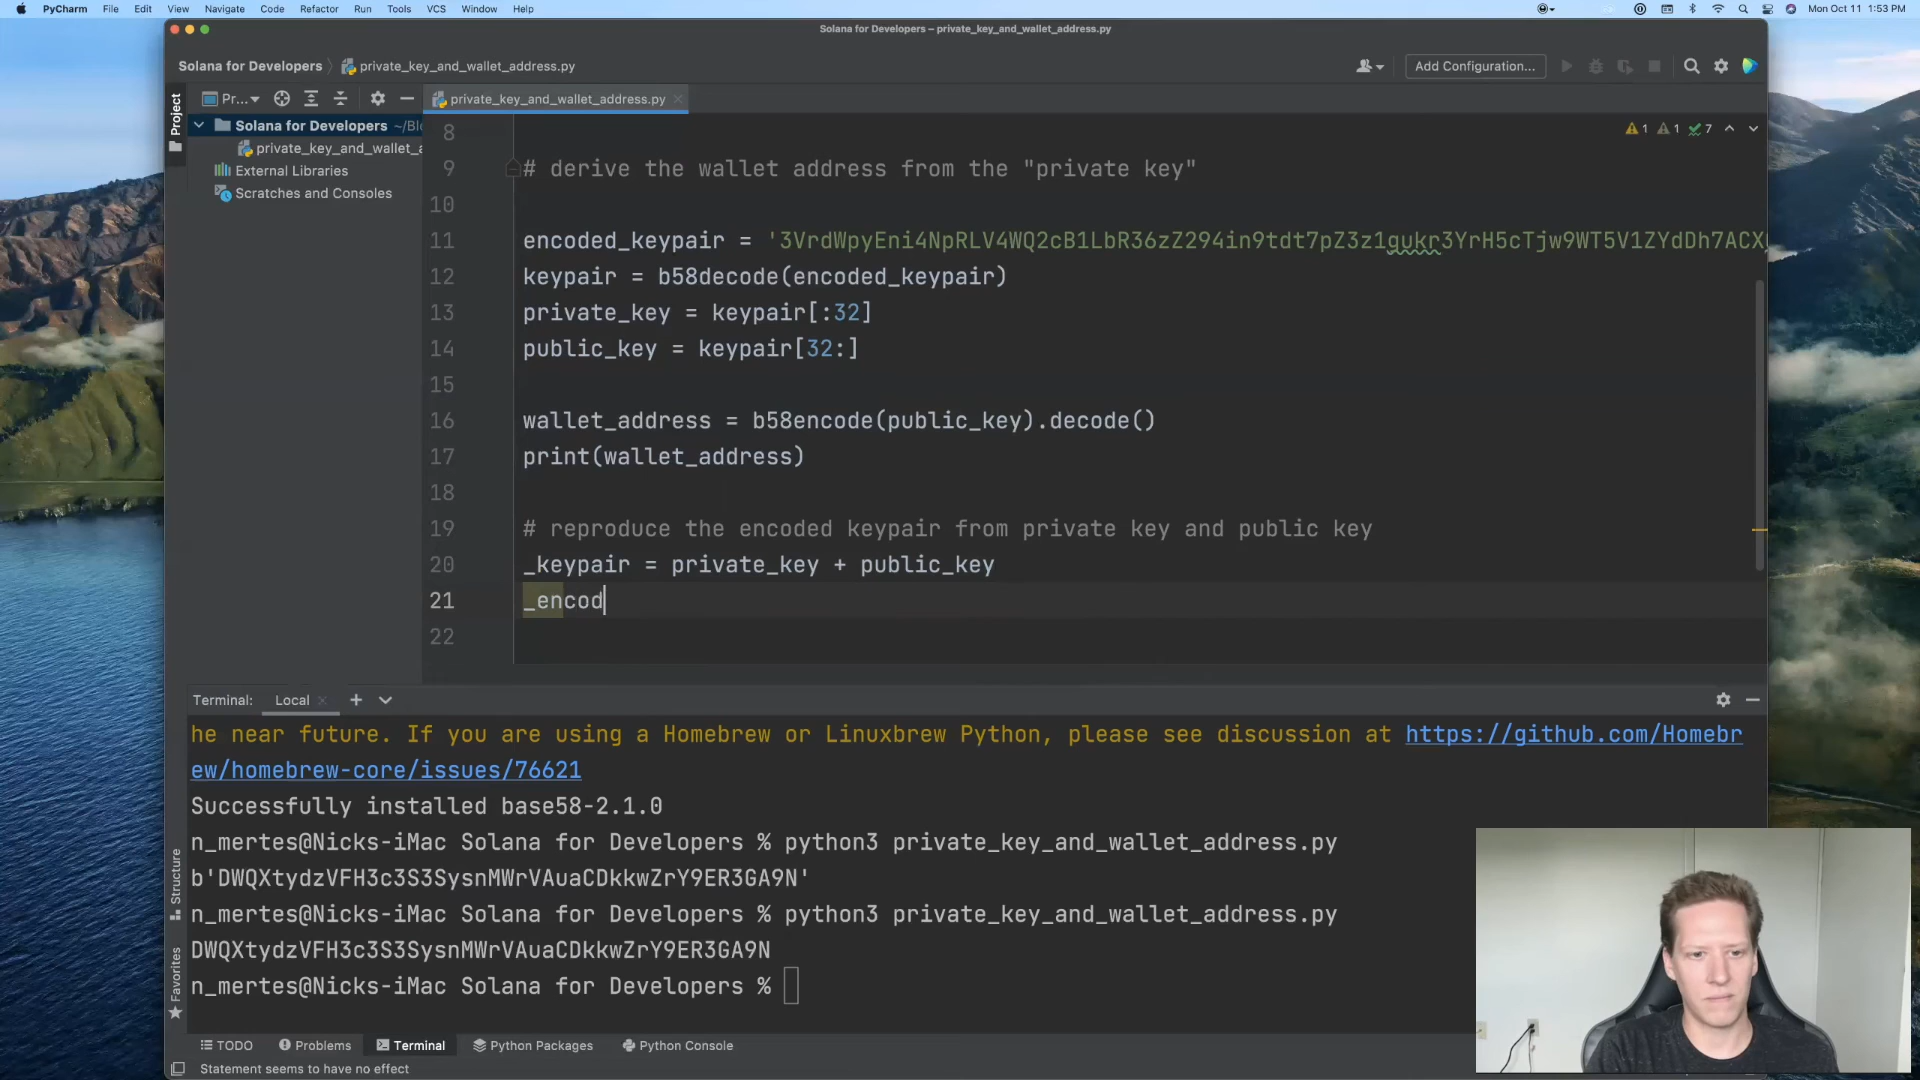 PyCharm File Edit View Navigate Code Refactor Run Tools VCS Window Help Mon Oct 11 1:53 PM
Solana for Developers – private_key_and_wallet_address.py
Solana for Developers private_key_and_wallet_address.py Add Configuration...
Project
Pr... private_key_and_wallet_address.py
Solana for Developers ~/Blo
private_key_and_wallet_a
External Libraries
Scratches and Consoles
1 1 7
8
9 # derive the wallet address from the "private key"
10
11 encoded_keypair = '3VrdWpyEni4NpRLV4WQ2cB1LbR36zZ294in9tdt7pZ3z1gukr3YrH5cTjw9WT5V1ZYdDh7ACX
12 keypair = b58decode(encoded_keypair)
13 private_key = keypair[:32]
14 public_key = keypair[32:]
15
16 wallet_address = b58encode(public_key).decode()
17 print(wallet_address)
18
19 # reproduce the encoded keypair from private key and public key
20 _keypair = private_key + public_key
21 _encod
22
Terminal: Local
he near future. If you are using a Homebrew or Linuxbrew Python, please see discussion at https://github.com/Homebr
ew/homebrew-core/issues/76621
Successfully installed base58-2.1.0
n_mertes@Nicks-iMac Solana for Developers % python3 private_key_and_wallet_address.py
b'DWQXtydzVFH3c3S3SysnMWrVAuaCDkkwZrY9ER3GA9N'
n_mertes@Nicks-iMac Solana for Developers % python3 private_key_and_wallet_address.py
DWQXtydzVFH3c3S3SysnMWrVAuaCDkkwZrY9ER3GA9N
n_mertes@Nicks-iMac Solana for Developers %
Structure
Favorites
TODO Problems Terminal Python Packages Python Console
Statement seems to have no effect